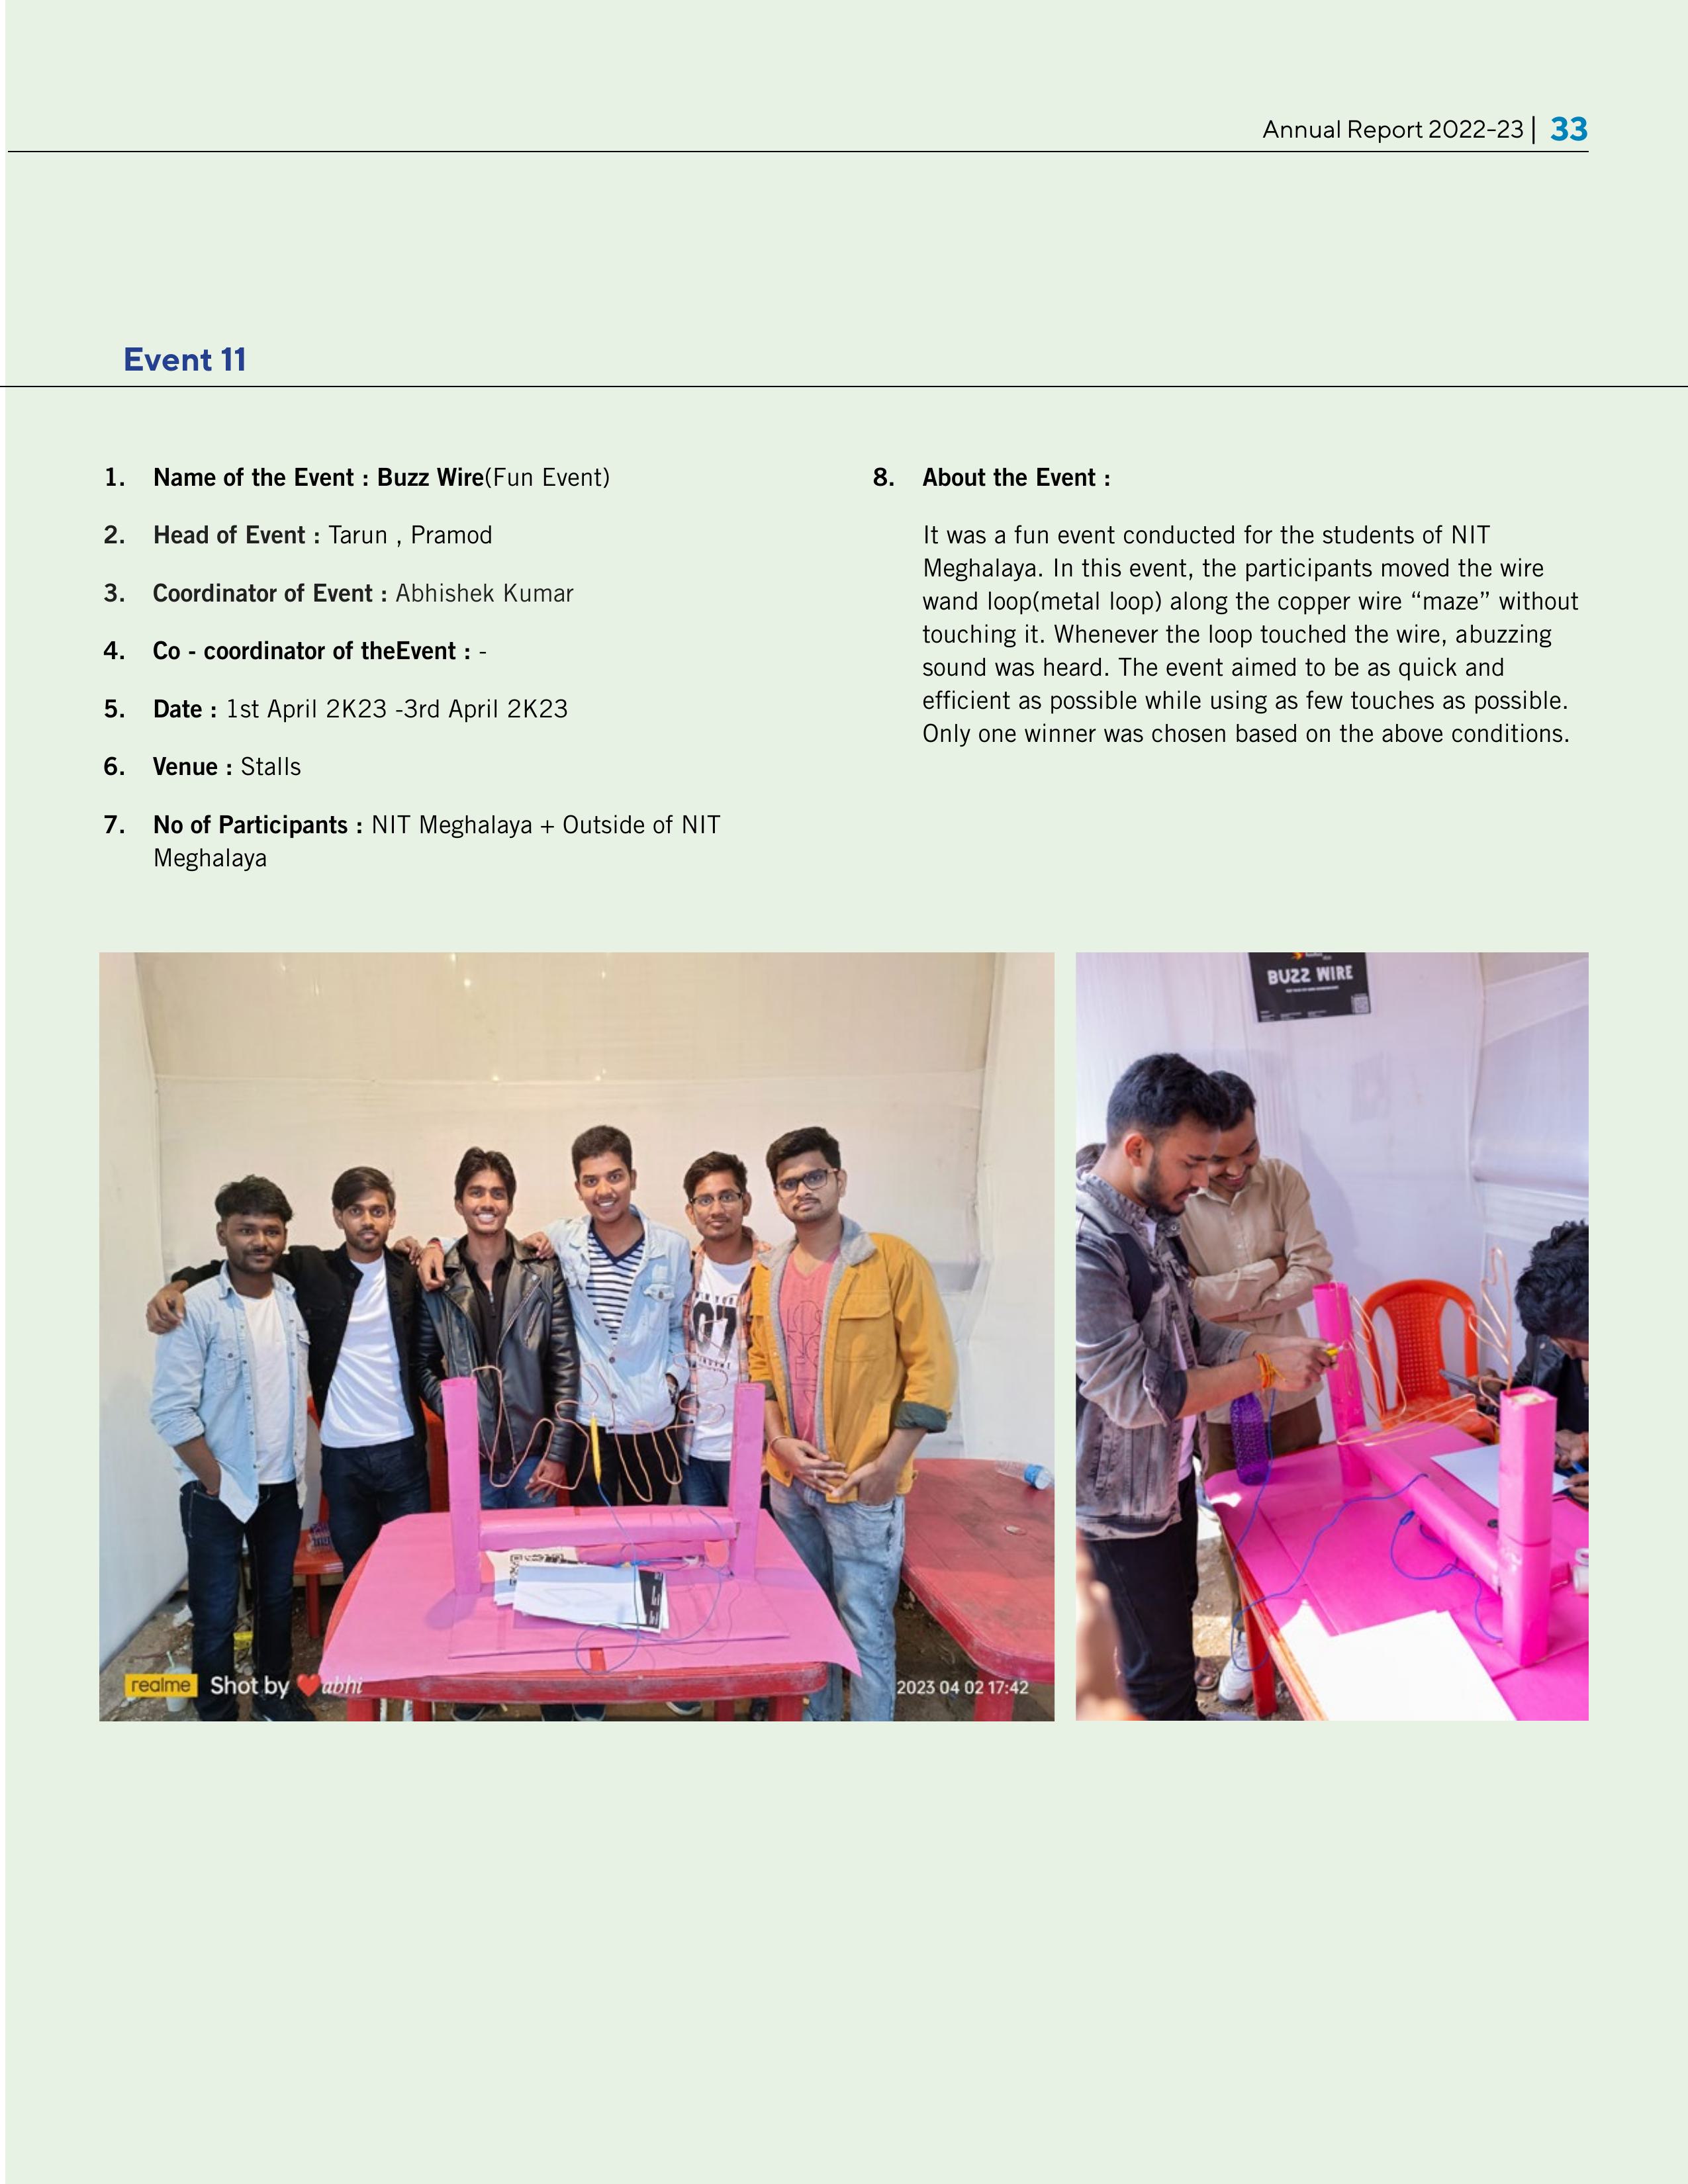 Annual Report 2022-23 | 33
Event 11
1. Name of the Event : Buzz Wire(Fun Event)
2. Head of Event : Tarun , Pramod
3. Coordinator of Event : Abhishek Kumar
4. Co - coordinator of theEvent : -
5. Date : 1st April 2K23 -3rd April 2K23
6. Venue : Stalls
7. No of Participants : NIT Meghalaya + Outside of NIT
Meghalaya
8. About the Event :
It was a fun event conducted for the students of NIT
Meghalaya. In this event, the participants moved the wire
wand loop(metal loop) along the copper wire “maze” without
touching it. Whenever the loop touched the wire, abuzzing
sound was heard. The event aimed to be as quick and
efficient as possible while using as few touches as possible.
Only one winner was chosen based on the above conditions.
07
realme Shot by ❤️abhi
2023 04 02 17:42
BUZZ WIRE